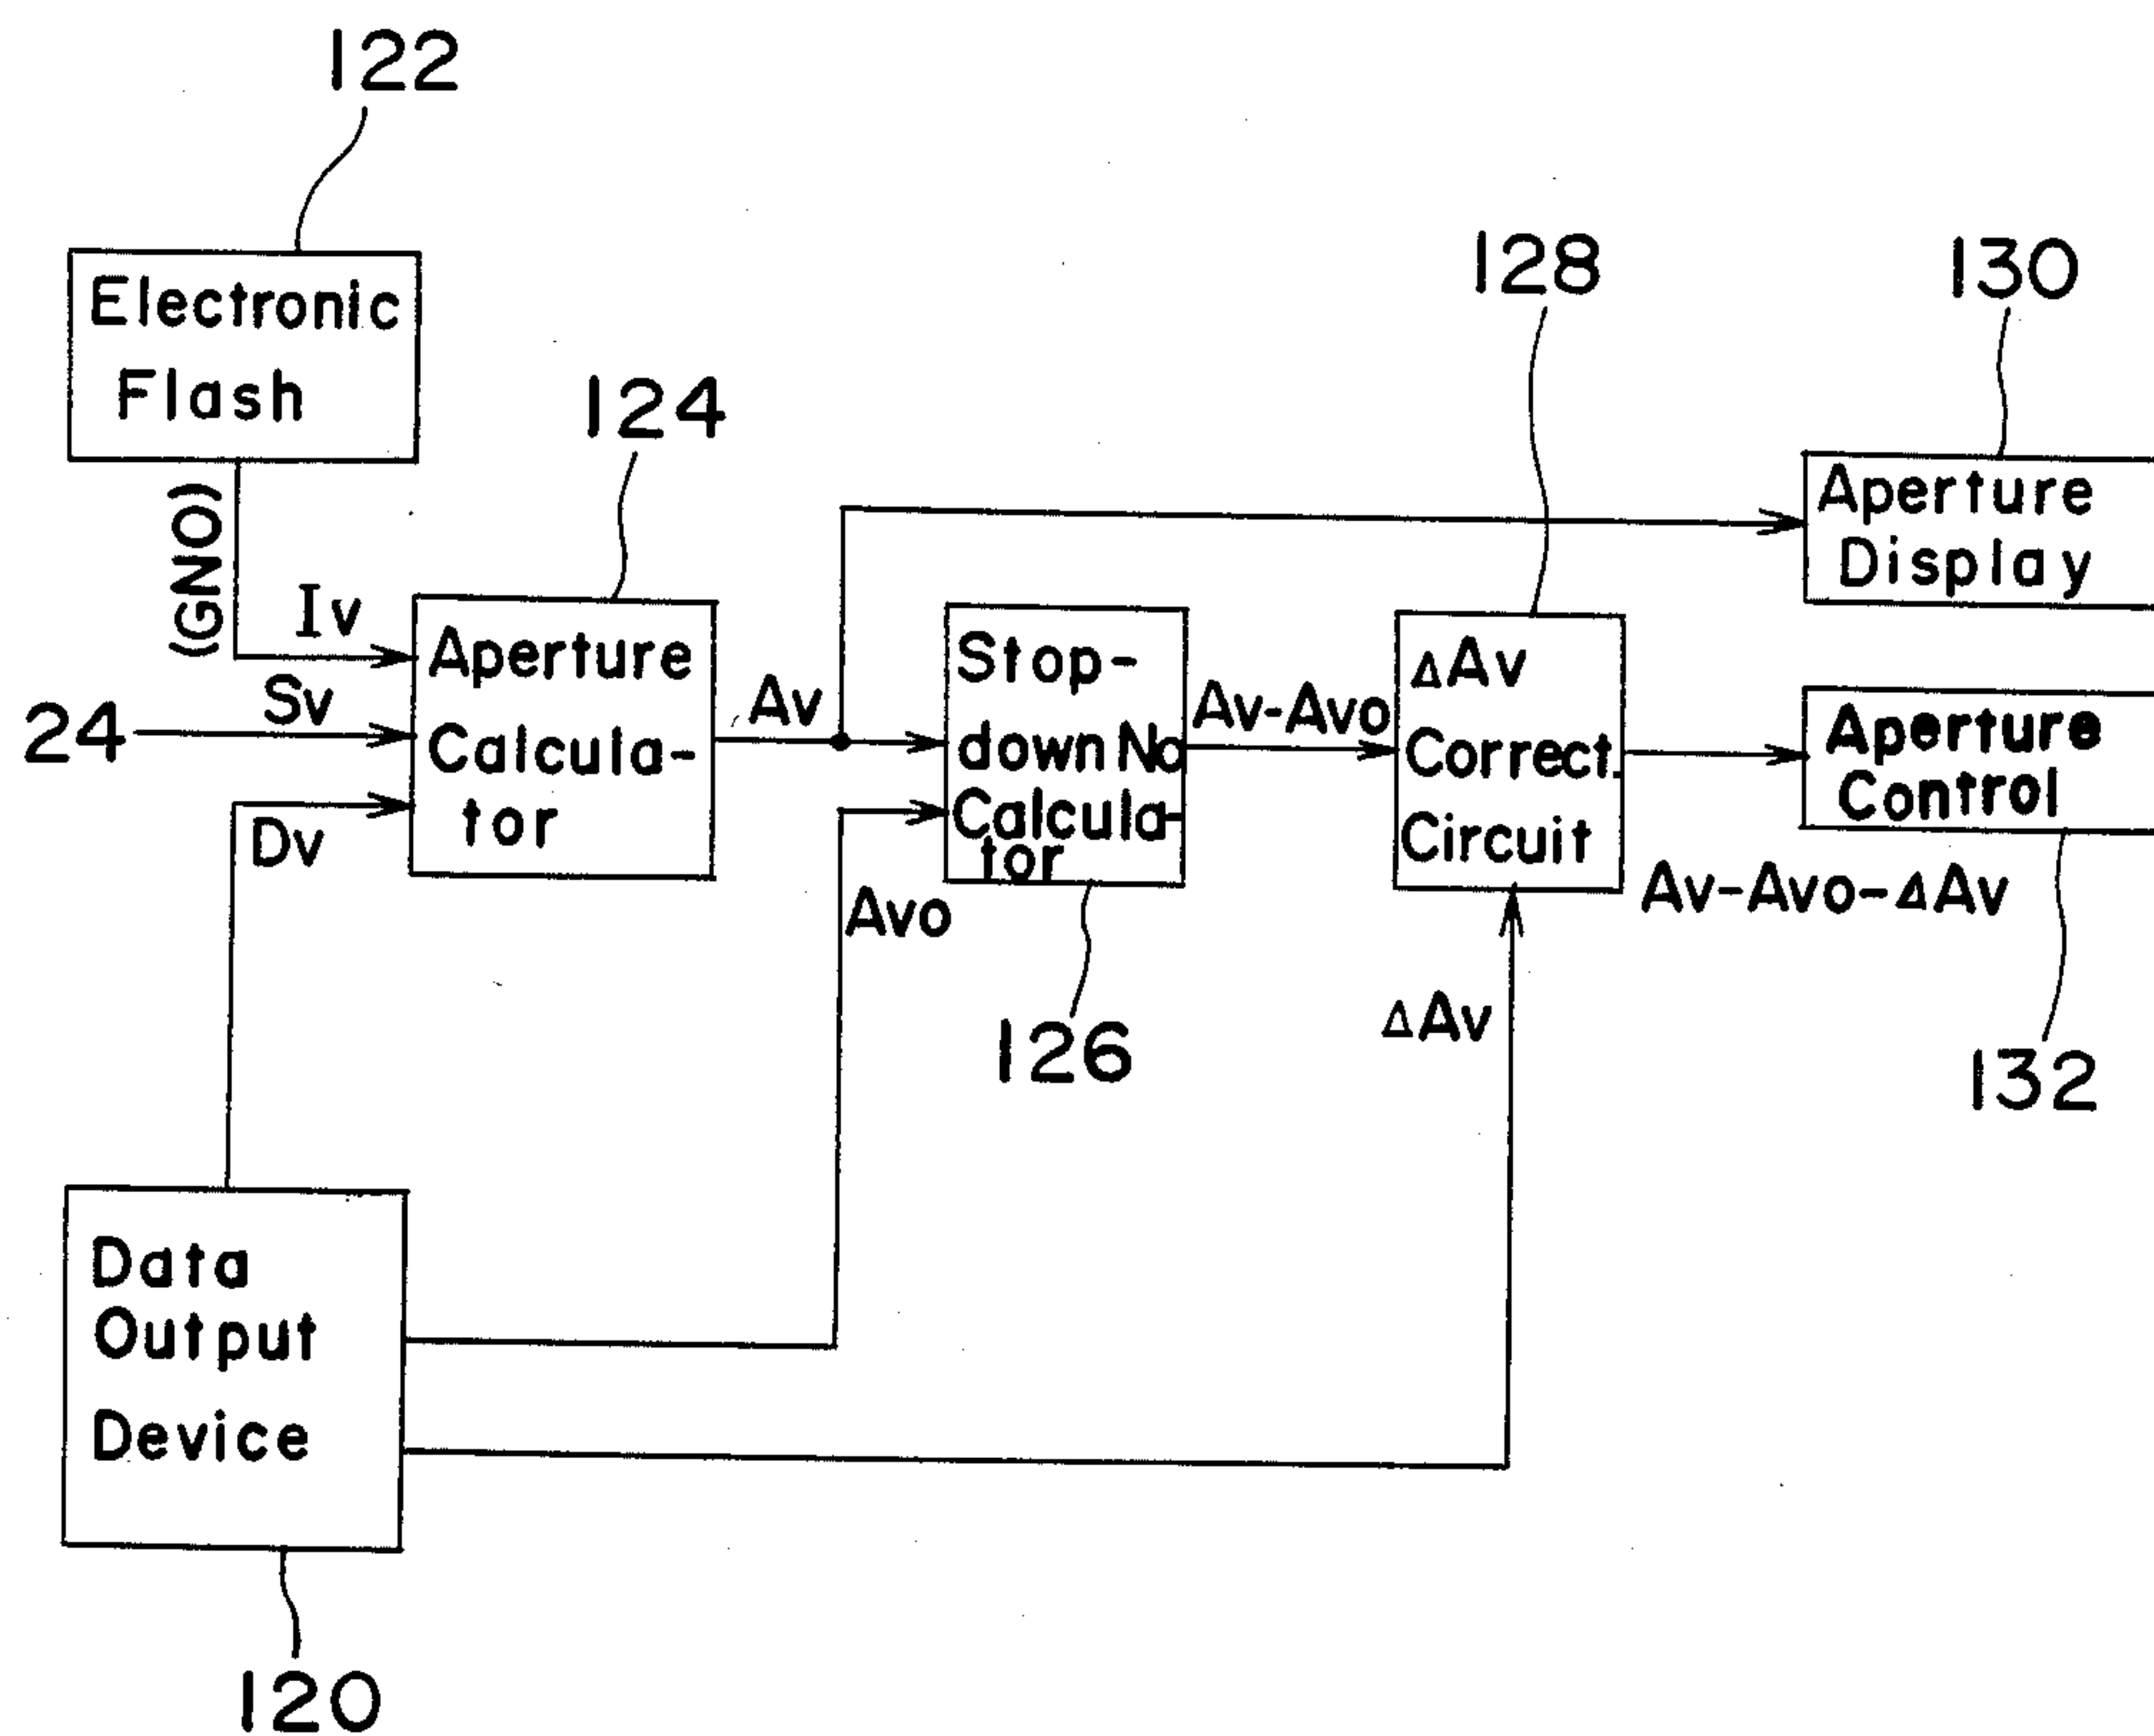 122
Electronic
Flash
128
130
124
(GNO)
Iv
Sv
24
Dv
Aperture
Calcula-
tor
Av
Stop-
down No
Calcula-
tor
Avo
126
Av-Avo
ΔAv
Correct.
Circuit
ΔAv
Aperture
Display
Aperture
Control
Av-Avo-ΔAv
132
Data
Output
Device
120